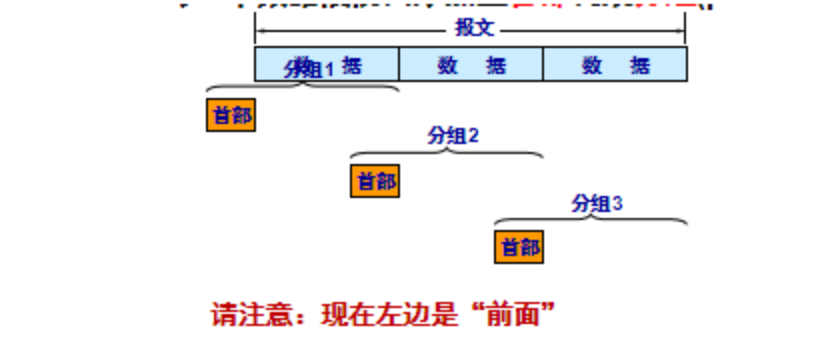 报文
数 据 数 据 数 据
分组1
首部
分组2
首部
分组3
首部
请注意：现在左边是“前面”